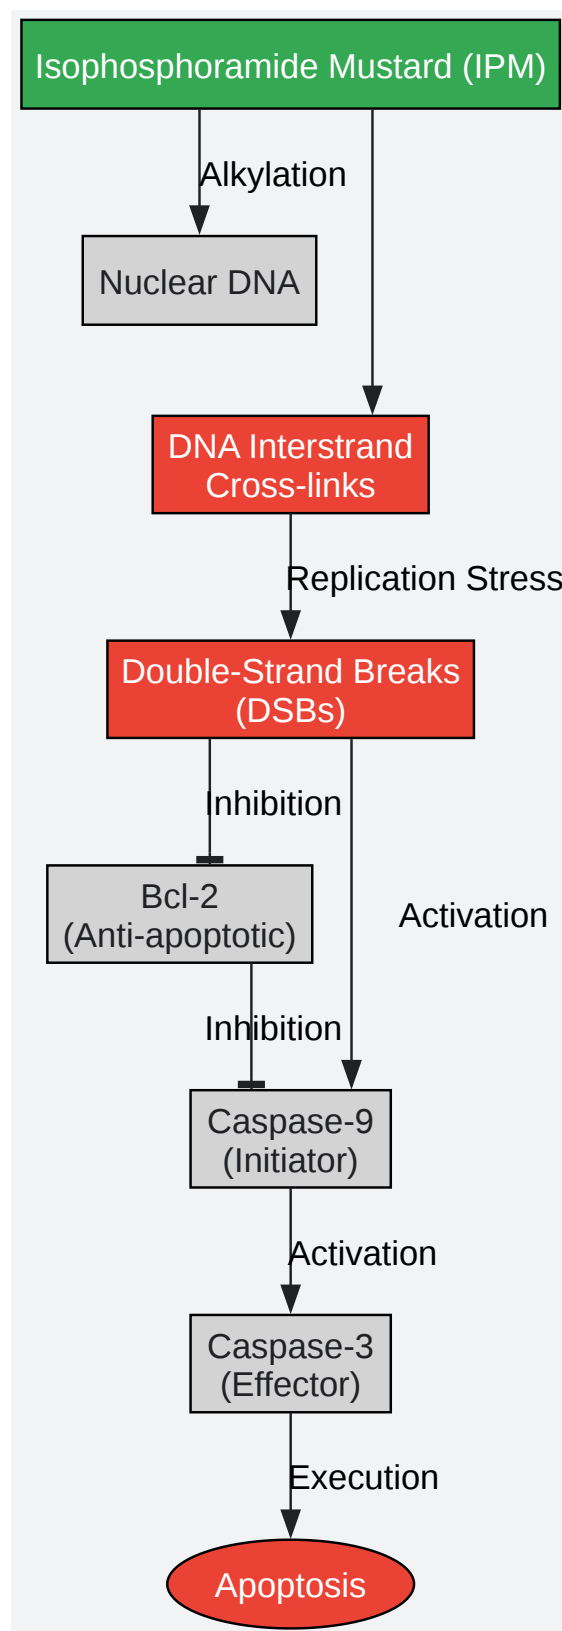 Isophosphoramide Mustard (IPM)
Alkylation
Nuclear DNA
DNA Interstrand
Cross-links
Replication Stress
Double-Strand Breaks
(DSBs)
Inhibition
Bcl-2
(Anti-apoptotic)
Activation
Inhibition
Caspase-9
(Initiator)
Activation
Caspase-3
(Effector)
Execution
Apoptosis